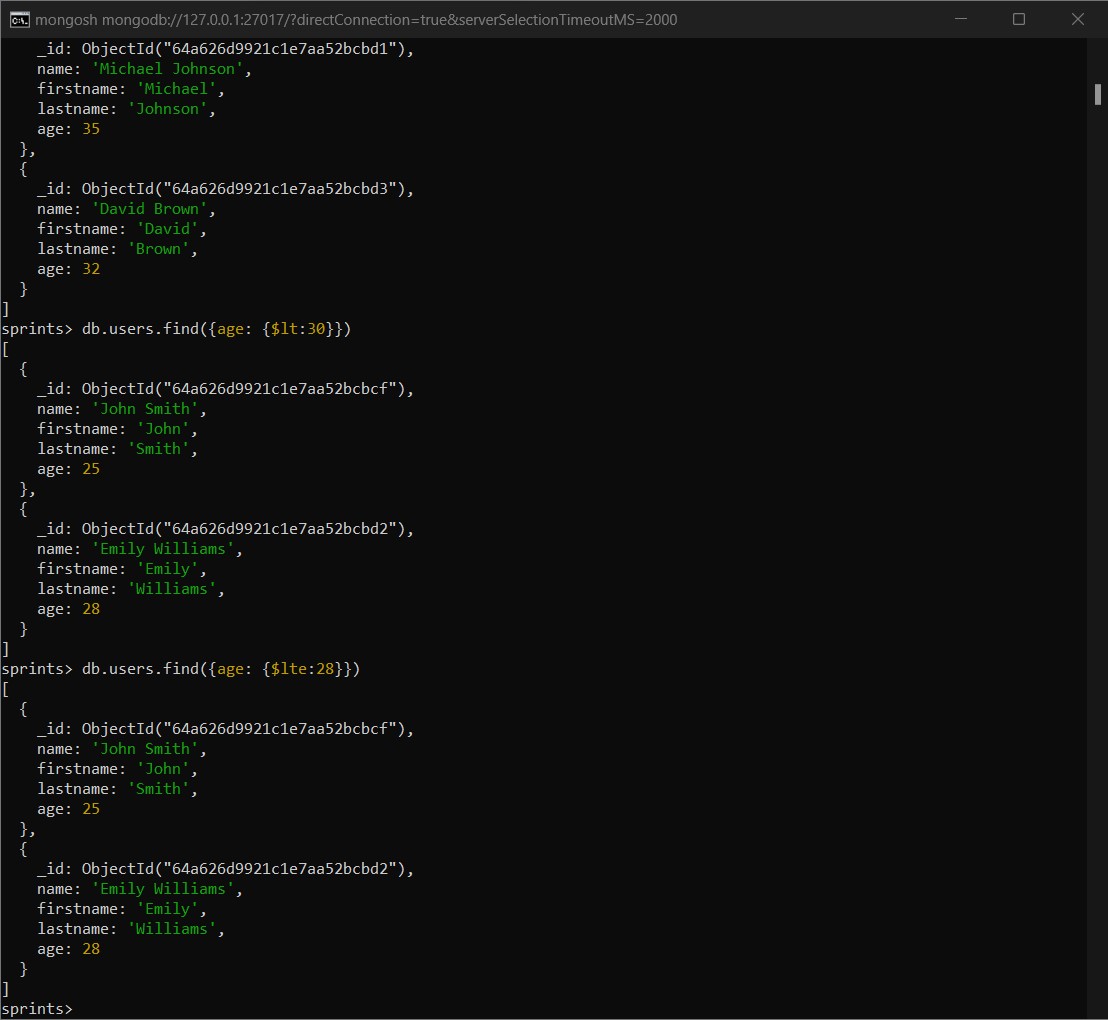 mongosh mongodb://127.0.0.1:27017/?directConnection=true&serverSelectionTimeoutMS=2000
    _id: ObjectId("64a626d9921c1e7aa52bcbd1"),
    name: 'Michael Johnson',
    firstname: 'Michael',
    lastname: 'Johnson',
    age: 35
  },
  {
    _id: ObjectId("64a626d9921c1e7aa52bcbd3"),
    name: 'David Brown',
    firstname: 'David',
    lastname: 'Brown',
    age: 32
  }
]
sprints> db.users.find({age: {$lt:30}})
[
  {
    _id: ObjectId("64a626d9921c1e7aa52bcbcf"),
    name: 'John Smith',
    firstname: 'John',
    lastname: 'Smith',
    age: 25
  },
  {
    _id: ObjectId("64a626d9921c1e7aa52bcbd2"),
    name: 'Emily Williams',
    firstname: 'Emily',
    lastname: 'Williams',
    age: 28
  }
]
sprints> db.users.find({age: {$lte:28}})
[
  {
    _id: ObjectId("64a626d9921c1e7aa52bcbcf"),
    name: 'John Smith',
    firstname: 'John',
    lastname: 'Smith',
    age: 25
  },
  {
    _id: ObjectId("64a626d9921c1e7aa52bcbd2"),
    name: 'Emily Williams',
    firstname: 'Emily',
    lastname: 'Williams',
    age: 28
  }
]
sprints>